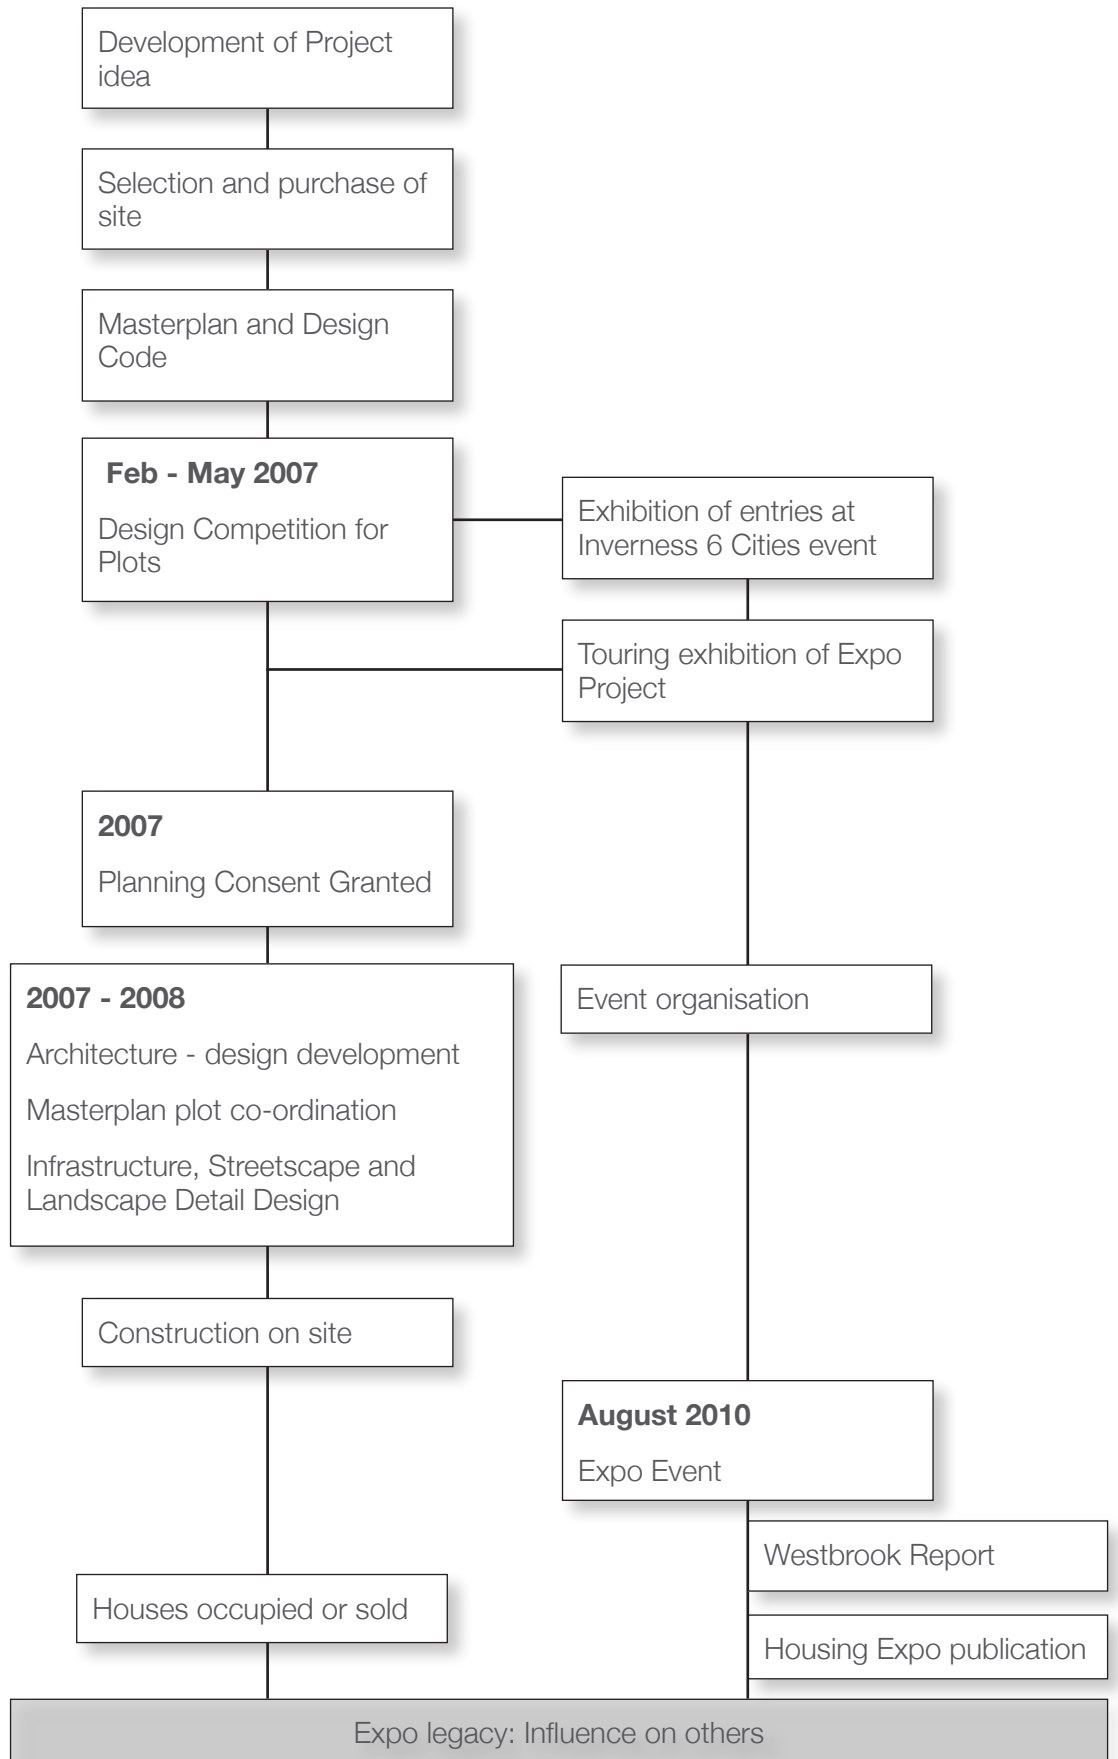 Development of Project
idea
Selection and purchase of
site
Masterplan and Design
Code
Feb - May 2007
Design Competition for
Plots
Exhibition of entries at
Inverness 6 Cities event
Touring exhibition of Expo
Project
2007
Planning Consent Granted
2007 - 2008
Architecture - design development
Masterplan plot co-ordination
Infrastructure, Streetscape and
Landscape Detail Design
Event organisation
Construction on site
August 2010
Expo Event
Westbrook Report
Houses occupied or sold
Housing Expo publication
Expo legacy: Influence on others